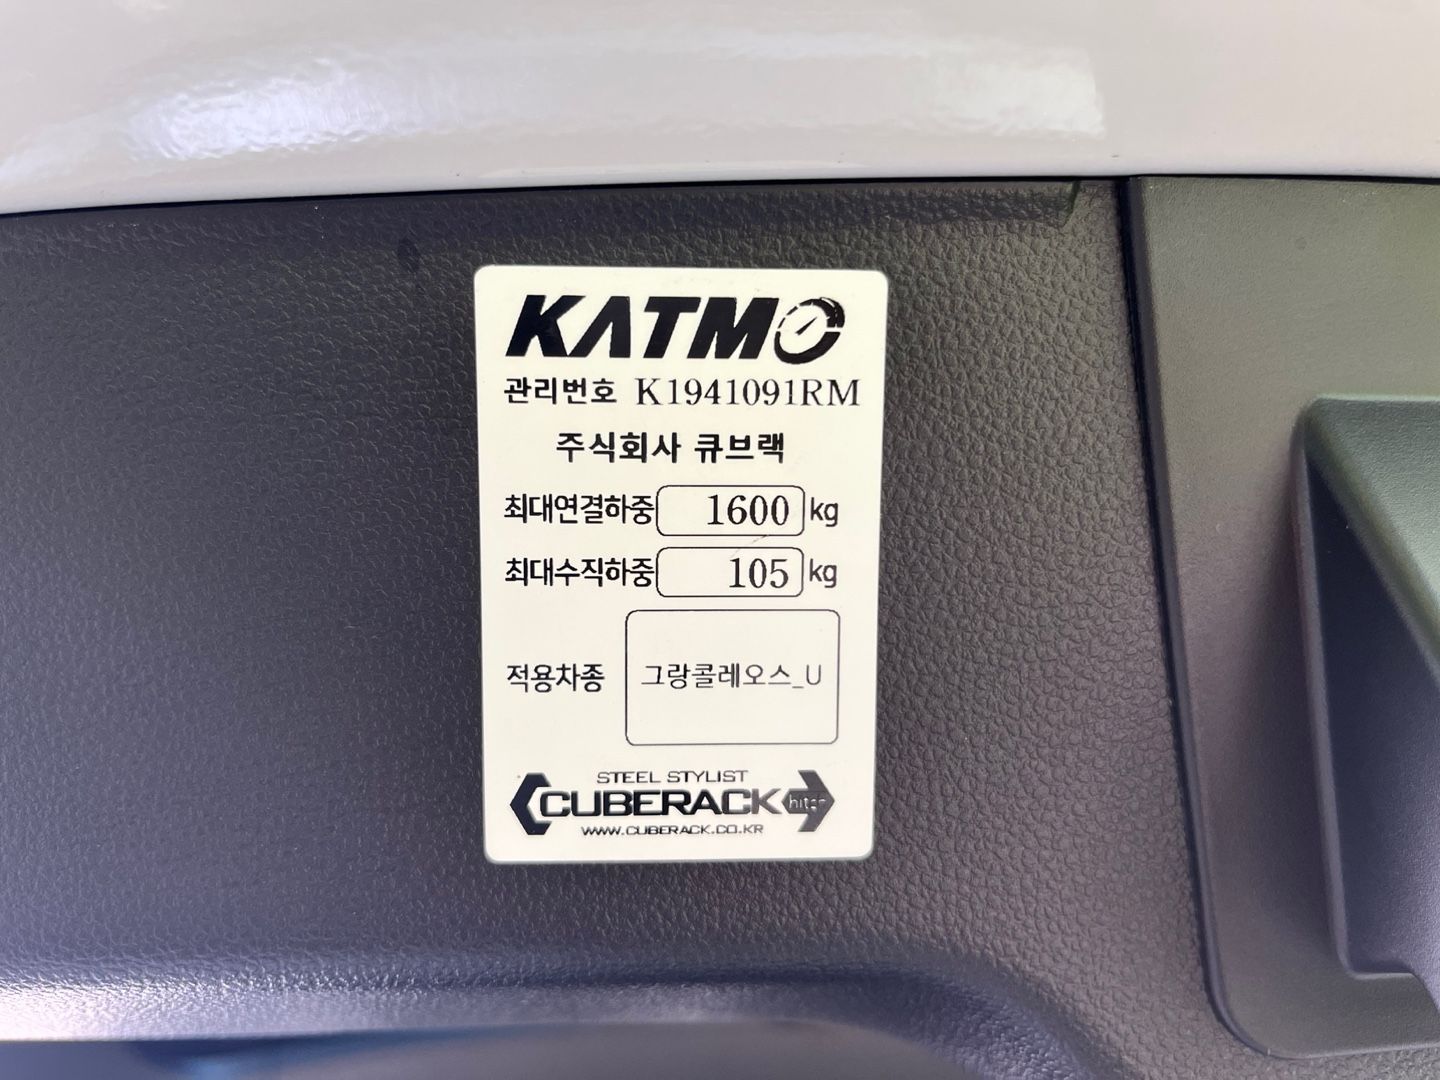 KATMO
관리번호 K1941091RM
주식회사 큐브랙
최대연결하중 1600 kg
최대수직하중 105 kg
적용차종 그랑콜레오스_U
STEEL STYLIST
CUBERACK hitch
WWW.CUBERACK.CO.KR